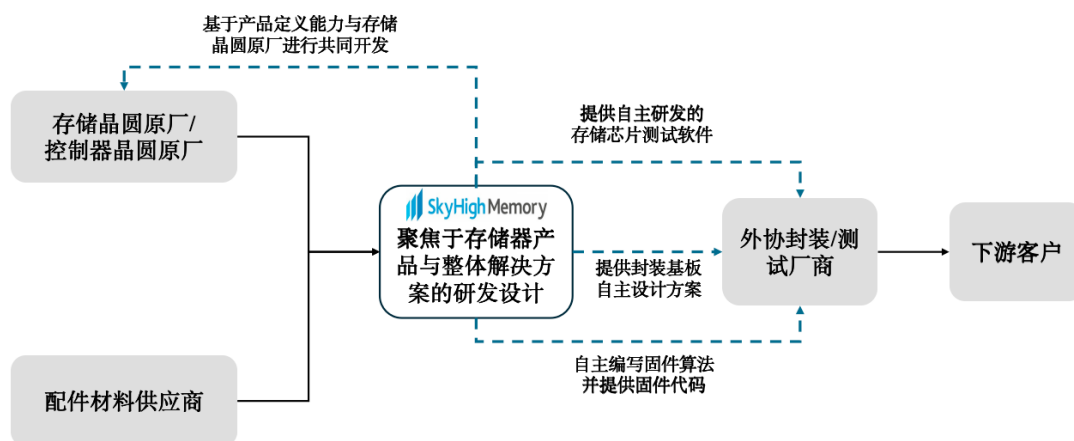 基于产品定义能力与存储
晶圆原厂进行共同开发
存储晶圆原厂/
控制器晶圆原厂
提供自主研发的
存储芯片测试软件
SkyHigh Memory
聚焦于存储器产
品与整体解决方
案的研发设计
提供封装基板
自主设计方案
外协封装/测
试厂商
下游客户
自主编写固件算法
并提供固件代码
配件材料供应商